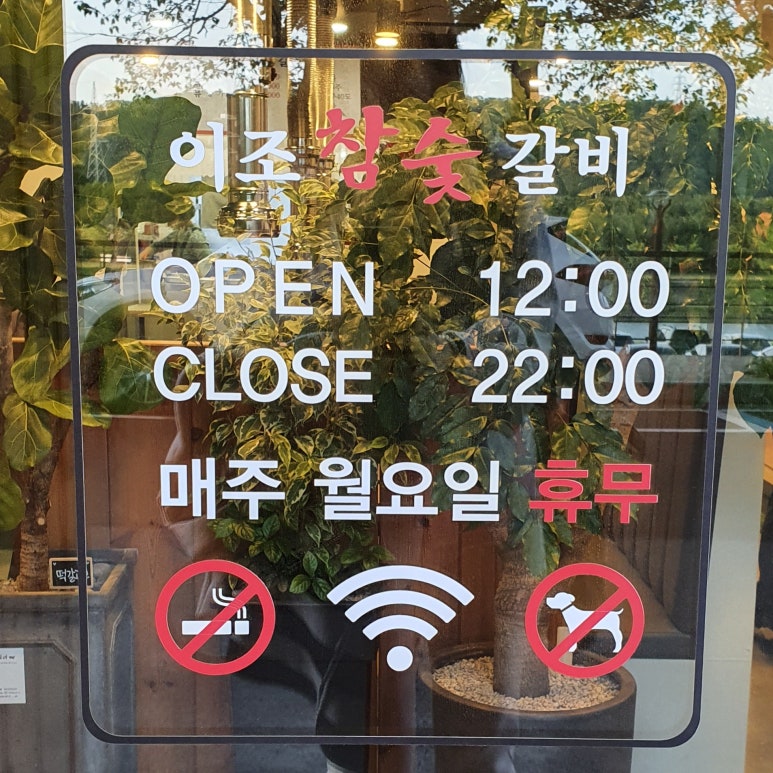 이조 참숯 갈비
OPEN 12:00
CLOSE 22:00
매주 월요일 휴무